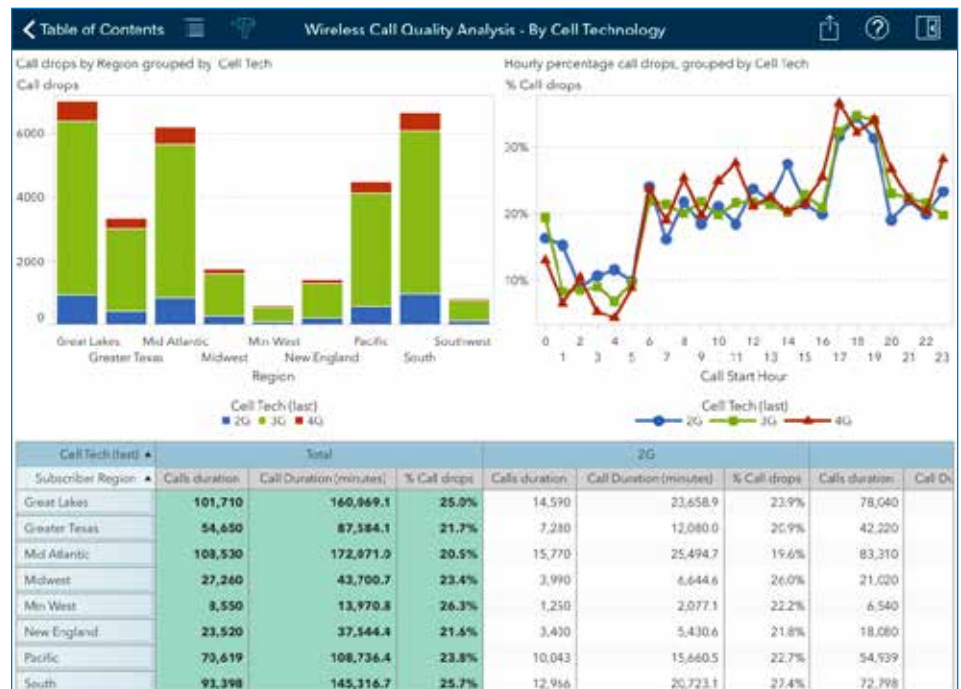 Table of Contents
Wireless Call Quality Analysis - By Cell Technology
Call drops by Region grouped by Cell Tech
Call drops
6000
4000
2000
0
Great Lakes Mid Atlantic Min West Pacific Southwest
Greater Texas Midwest New England South
Region
Cell Tech (last)
2G 3G 4G
Hourly percentage call drops, grouped by Cell Tech
% Call drops
30%
20%
10%
0 2 4 6 8 10 12 14 16 18 20 22
1 3 5 7 9 11 13 15 17 19 21 23
Call Start Hour
Cell Tech (last)
2G 3G 4G
Cell Tech (last) Total 2G
Subscriber Region Calls duration Call Duration (minutes) % Call drops Calls duration Call Duration (minutes) % Call drops Calls duration Call Du
Great Lakes 101,710 160,069.1 25.0% 14,590 23,658.9 23.9% 78,040
Greater Texas 54,650 87,584.1 21.7% 7,280 12,080.0 20.9% 42,220
Mid Atlantic 108,530 172,071.0 20.5% 15,770 25,494.7 19.6% 83,310
Midwest 27,260 43,700.7 23.4% 3,990 6,644.6 26.0% 21,020
Min West 8,550 13,970.8 26.3% 1,250 2,077.1 22.2% 6,540
New England 23,520 37,544.4 21.6% 3,400 5,430.6 21.8% 18,080
Pacific 70,619 108,736.4 23.8% 10,043 15,660.5 22.7% 54,939
South 93,398 145,316.7 25.7% 12,966 20,723.1 27.4% 72,798